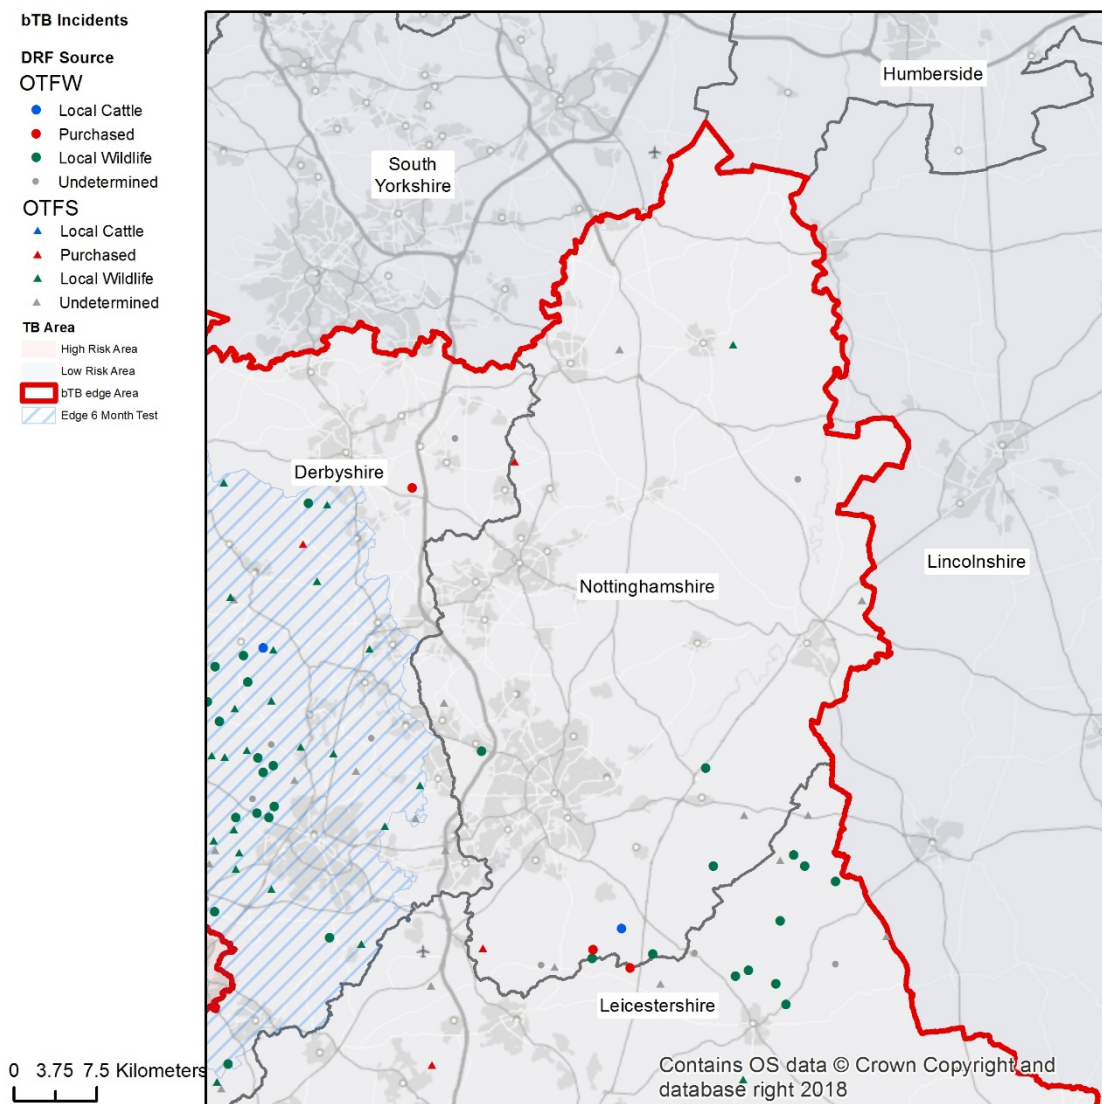 bTB Incidents
DRF Source
OTFW
Local Cattle
Purchased
Local Wildlife
Undetermined
OTFS
Local Cattle
Purchased
Local Wildlife
Undetermined
TB Area
High Risk Area
Low Risk Area
bTB edge Area
Edge 6 Month Test
0 3.75 7.5 Kilometers
Humberside
South
Yorkshire
Derbyshire
Nottinghamshire
Lincolnshire
Leicestershire
Contains OS data © Crown Copyright and
database right 2018